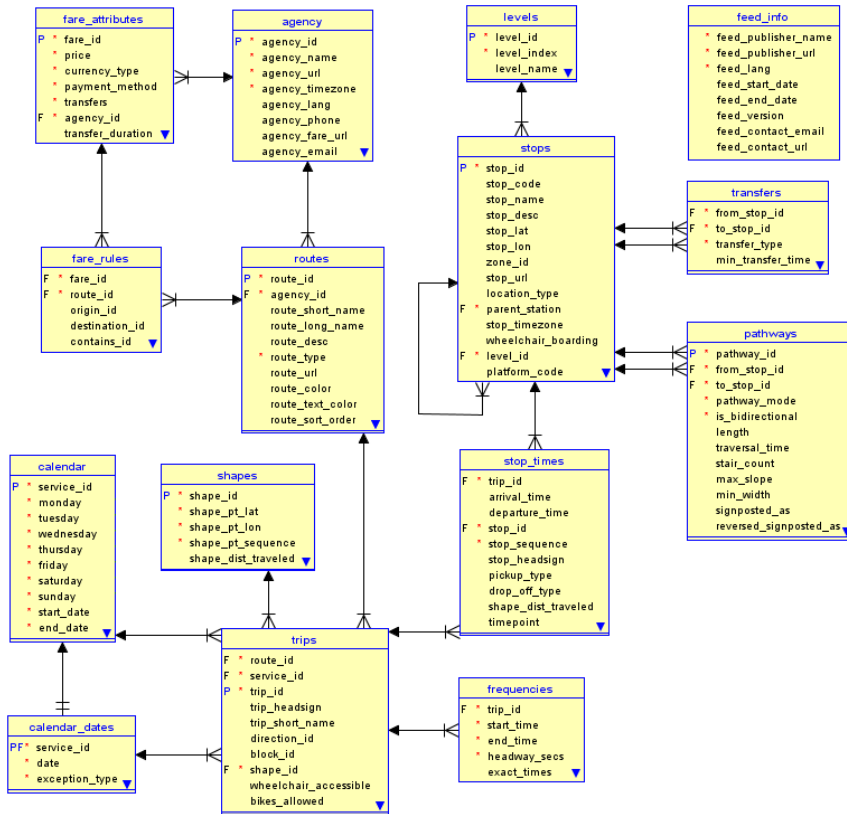 fare_attributes
P * fare_id
* price
* currency_type
* payment_method
* transfers
F * agency_id
transfer_duration
agency
P * agency_id
* agency_name
* agency_url
* agency_timezone
agency_lang
agency_phone
agency_fare_url
agency_email
levels
P * level_id
* level_index
level_name
feed_info
* feed_publisher_name
* feed_publisher_url
* feed_lang
feed_start_date
feed_end_date
feed_version
feed_contact_email
feed_contact_url
stops
P * stop_id
stop_code
stop_name
stop_desc
stop_lat
stop_lon
zone_id
stop_url
location_type
F * parent_station
stop_timezone
wheelchair_boarding
F * level_id
platform_code
transfers
F * from_stop_id
F * to_stop_id
* transfer_type
min_transfer_time
fare_rules
F * fare_id
F * route_id
origin_id
destination_id
contains_id
routes
P * route_id
F * agency_id
route_short_name
route_long_name
route_desc
* route_type
route_url
route_color
route_text_color
route_sort_order
pathways
P * pathway_id
F * from_stop_id
F * to_stop_id
* pathway_mode
* is_bidirectional
length
traversal_time
stair_count
max_slope
min_width
signposted_as
reversed_signposted_as
calendar
P * service_id
* monday
* tuesday
* wednesday
* thursday
* friday
* saturday
* sunday
* start_date
* end_date
shapes
P * shape_id
* shape_pt_lat
* shape_pt_lon
* shape_pt_sequence
shape_dist_traveled
stop_times
F * trip_id
arrival_time
departure_time
F * stop_id
* stop_sequence
stop_headsign
pickup_type
drop_off_type
shape_dist_traveled
timepoint
trips
F * route_id
F * service_id
P * trip_id
trip_headsign
trip_short_name
direction_id
block_id
F * shape_id
wheelchair_accessible
bikes_allowed
frequencies
F * trip_id
* start_time
* end_time
* headway_secs
exact_times
calendar_dates
PF * service_id
* date
* exception_type